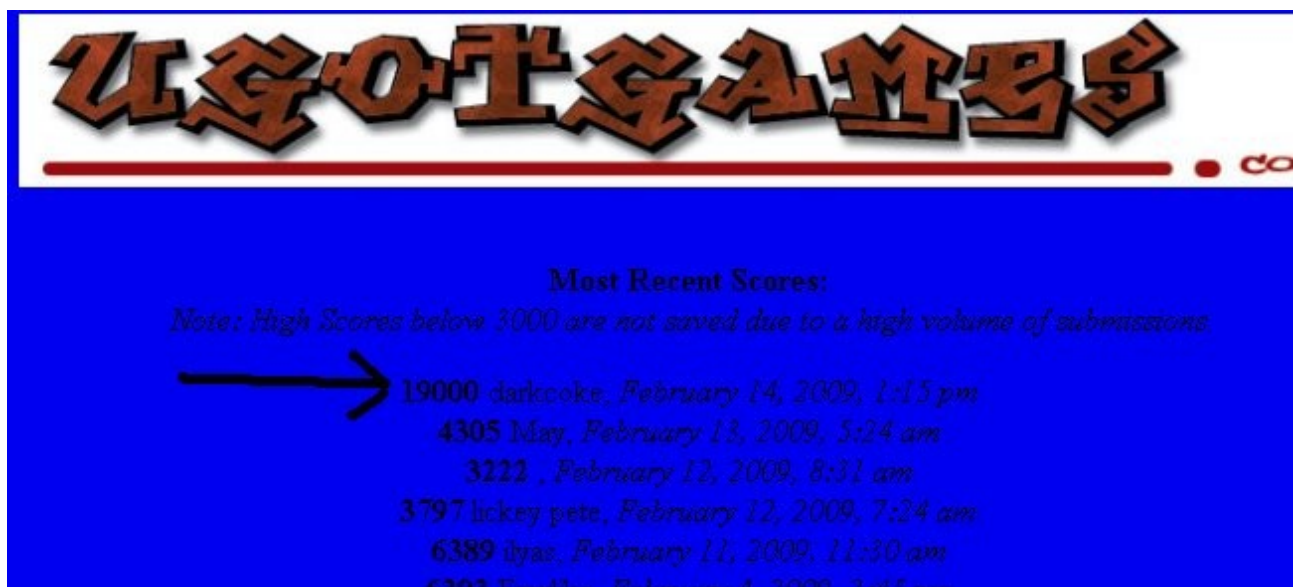 UGOTGAMES
. co
Most Recent Scores:
Note: High Scores below 3000 are not saved due to a high volume of submissions.
19000 darkcoke, February 14, 2009, 1:15 pm
4305 May, February 13, 2009, 5:24 am
3222 , February 12, 2009, 8:31 am
3797 lickey pete, February 12, 2009, 7:24 am
6389 ilyas, February 11, 2009, 11:30 am